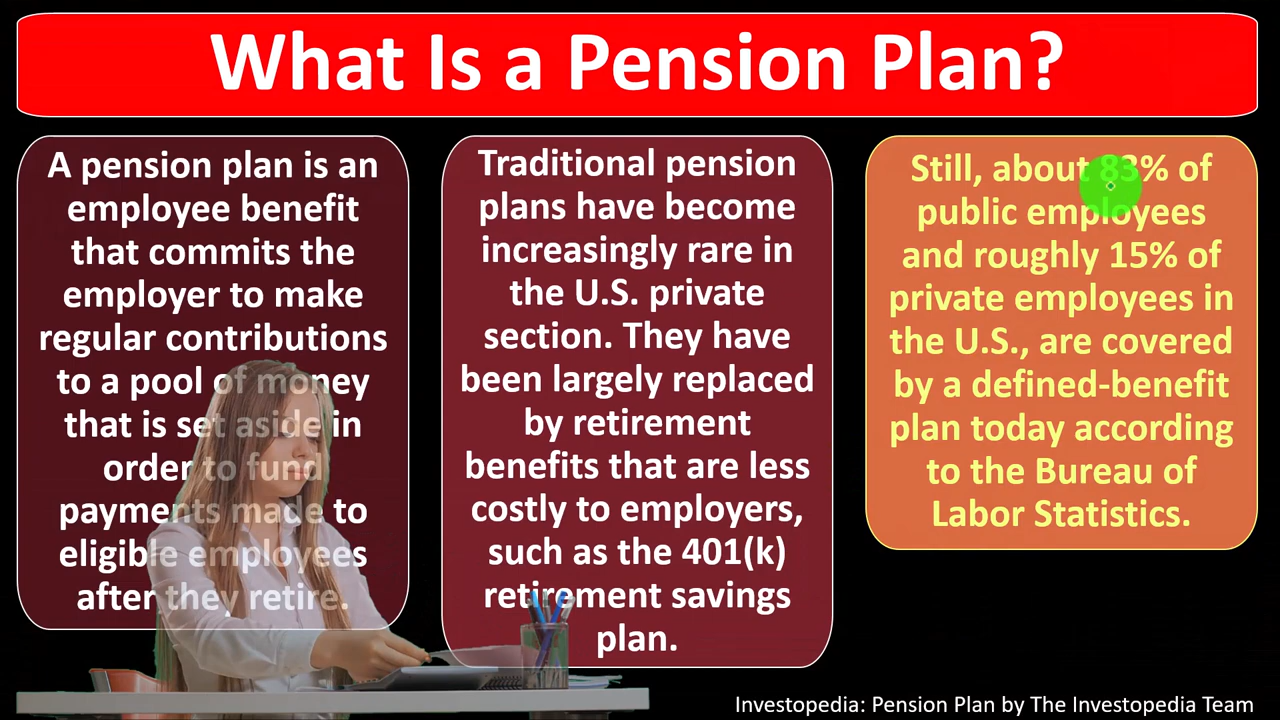 What Is a Pension Plan?
A pension plan is an
employee benefit
that commits the
employer to make
regular contributions
to a pool of money
that is set aside in
order to fund
payments made to
eligible employees
after they retire.
Traditional pension
plans have become
increasingly rare in
the U.S. private
section. They have
been largely replaced
by retirement
benefits that are less
costly to employers,
such as the 401(k)
retirement savings
plan.
Still, about 83% of
public employees
and roughly 15% of
private employees in
the U.S., are covered
by a defined-benefit
plan today according
to the Bureau of
Labor Statistics.
Investopedia: Pension Plan by The Investopedia Team